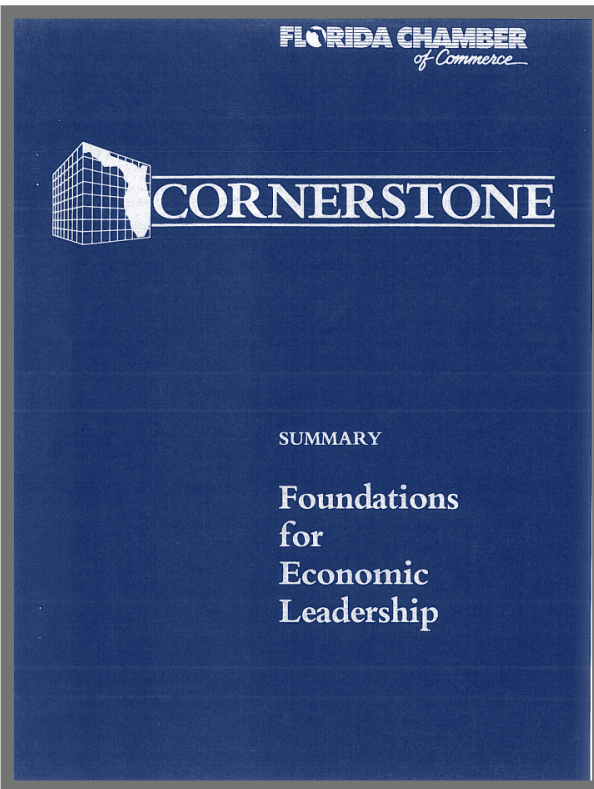 FLORIDA CHAMBER
of Commerce
CORNERSTONE
SUMMARY
Foundations
for
Economic
Leadership